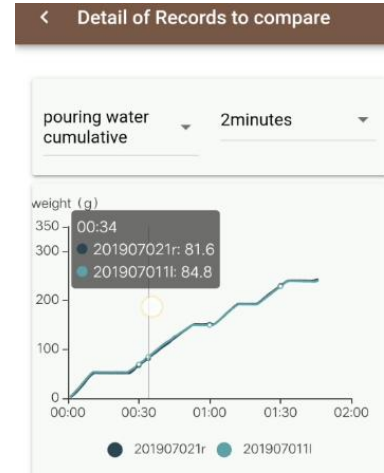 Detail of Records to compare
pouring water
cumulative
2minutes
weight (g)
350
00:34
300
201907021r: 81.6
201907011l: 84.8
200
100
0
00:00 00:30 01:00 01:30 02:00
201907021r 201907011l